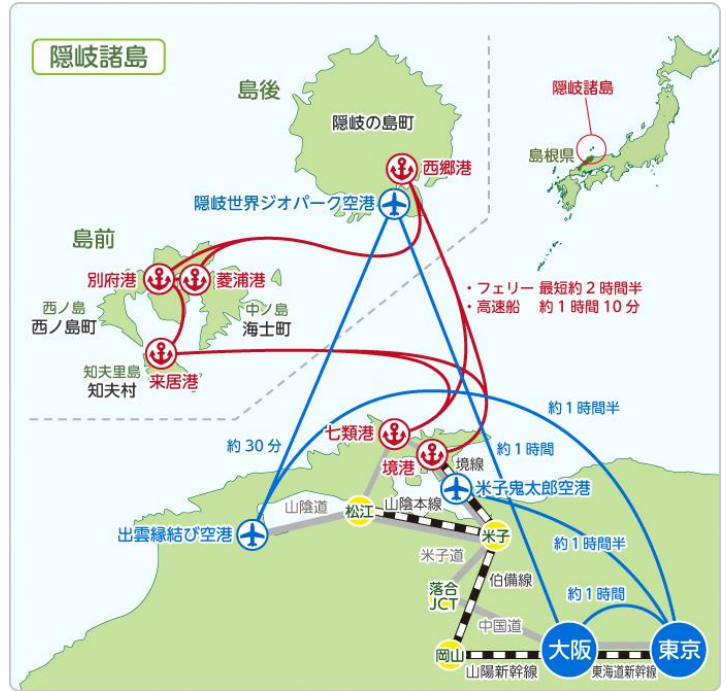 隠岐諸島
島後
隠岐の島町
西郷港
隠岐世界ジオパーク空港
隠岐諸島
島根県
島前
別府港
菱浦港
西ノ島
西ノ島町
中ノ島
海士町
知夫里島
知夫村
来居港
・フェリー 最短約2時間半
・高速船 約1時間10分
約30分
約1時間半
七類港
約1時間
境港
境線
米子鬼太郎空港
山陰道
松江
山陰本線
出雲縁結び空港
米子
米子道
約1時間半
伯備線
落合
JCT
約1時間
中国道
岡山
山陽新幹線
大阪
東海道新幹線
東京